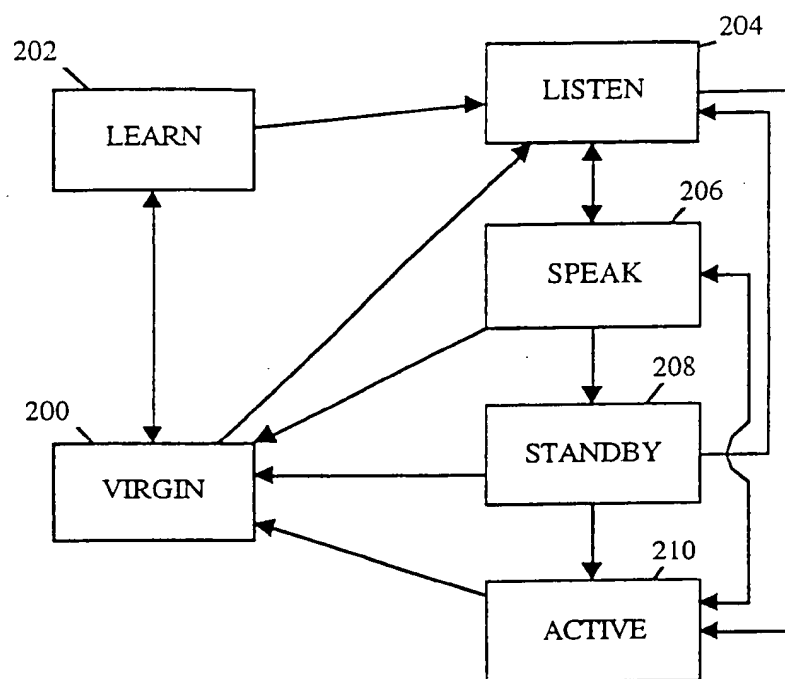 202
204
LISTEN
LEARN
206
SPEAK
208
200
STANDBY
VIRGIN
210
ACTIVE